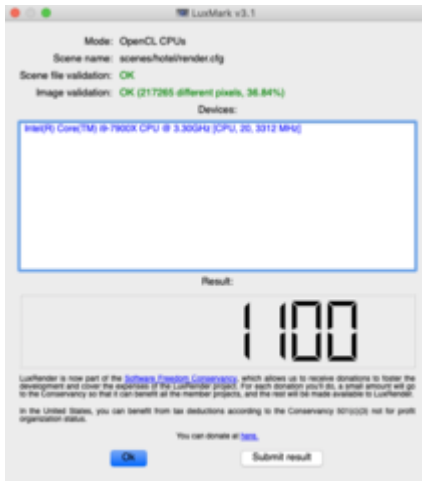 LuxMark v3.1
Mode: OpenCL CPUs
Scene name: scenes/hotel/render.cfg
Scene file validation: OK
Image validation: OK (217265 different pixels, 36.84%)
Devices:
Intel(R) Core(TM) i9-7900X CPU @ 3.30GHz [CPU, 20, 3312 MHz]
Result:
1100
LuxRender is now part of the Software Freedom Conservancy, which allows us to receive donations to foster the
development and cover the expenses of the LuxRender project. For each donation you'll do, a small amount will go
to the Conservancy so that it can benefit all the member projects, and the rest will be made available to LuxRender.
In the United States, you can benefit from tax deductions according to the Conservancy 501(c)(3) not for profit
organization status.
You can donate at here.
Ok
Submit result